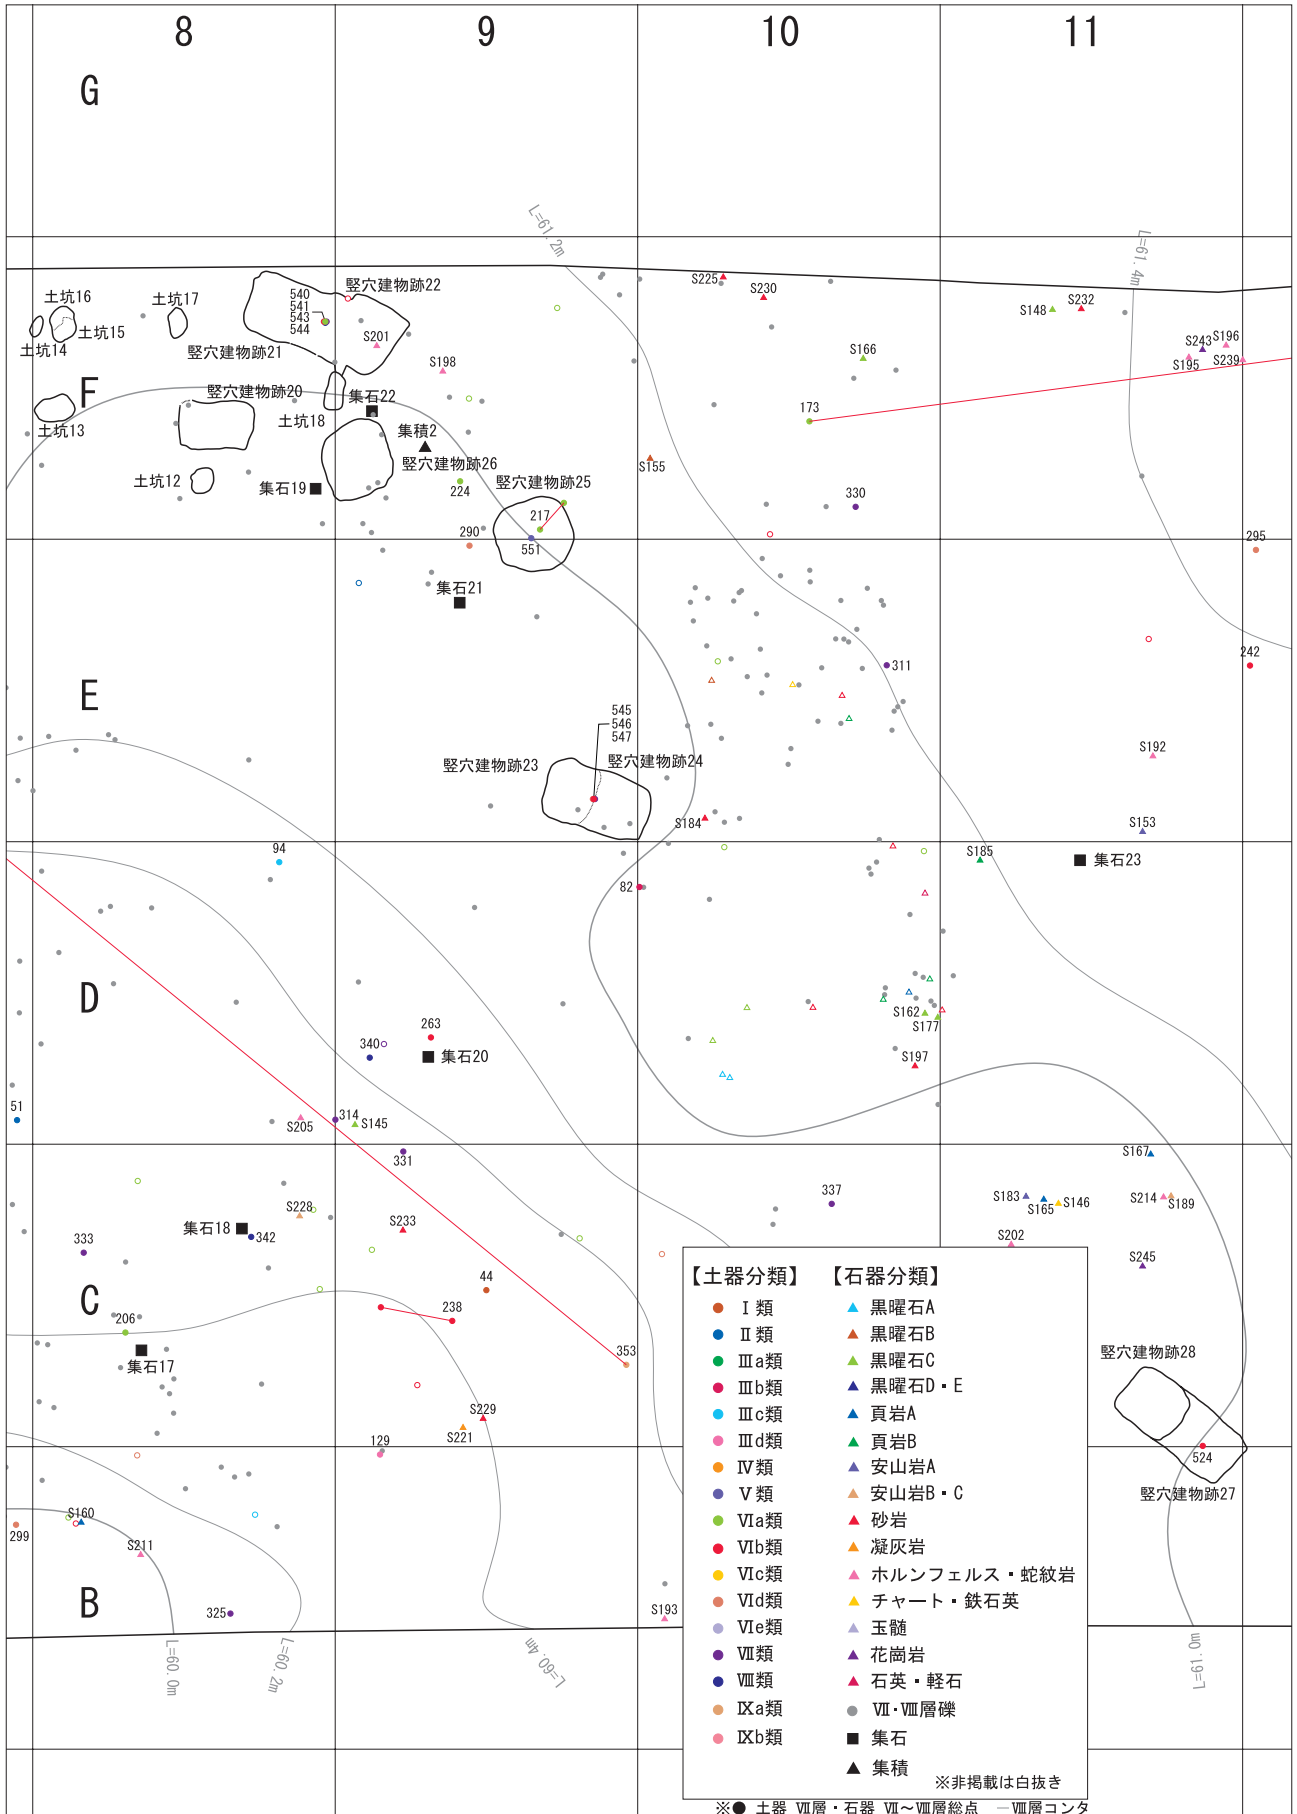 8
9
10
11
G
L=61.2m
L=61.4m
土坑16
土坑17
竪穴建物跡22
540
541
543
544
S225
S230
S148
S232
土坑15
土坑14
竪穴建物跡21
S201
S198
S166
S243
S196
S195
S239
F
竪穴建物跡20
集石22
土坑13
土坑18
集積2
173
竪穴建物跡26
S155
土坑12
集石19
224
竪穴建物跡25
217
330
290
551
295
集石21
E
311
242
545
546
547
S192
竪穴建物跡23
竪穴建物跡24
S184
S153
94
S185
集石23
82
D
263
340
集石20
S162
S177
S197
51
S205
314
S145
331
S167
337
S183
S165
S146
S214
S189
S228
集石18
342
S233
S202
333
S245
C
44
206
238
集石17
353
竪穴建物跡28
S229
S221
129
524
竪穴建物跡27
299
S160
S211
B
325
S193
L=60.0m
L=60.2m
L=60.4m
L=61.0m
【土器分類】
Ⅰ類
Ⅱ類
Ⅲa類
Ⅲb類
Ⅲc類
Ⅲd類
Ⅳ類
Ⅴ類
Ⅵa類
Ⅵb類
Ⅵc類
Ⅵd類
Ⅵe類
Ⅶ類
Ⅷ類
Ⅸa類
Ⅸb類
【石器分類】
黒曜石A
黒曜石B
黒曜石C
黒曜石D・E
頁岩A
頁岩B
安山岩A
安山岩B・C
砂岩
凝灰岩
ホルンフェルス・蛇紋岩
チャート・鉄石英
玉髄
花崗岩
石英・軽石
Ⅶ・Ⅷ層礫
集石
集積
※非掲載は白抜き
※● 土器 Ⅶ層・石器 Ⅶ～Ⅷ層総点 ─Ⅷ層コンタ